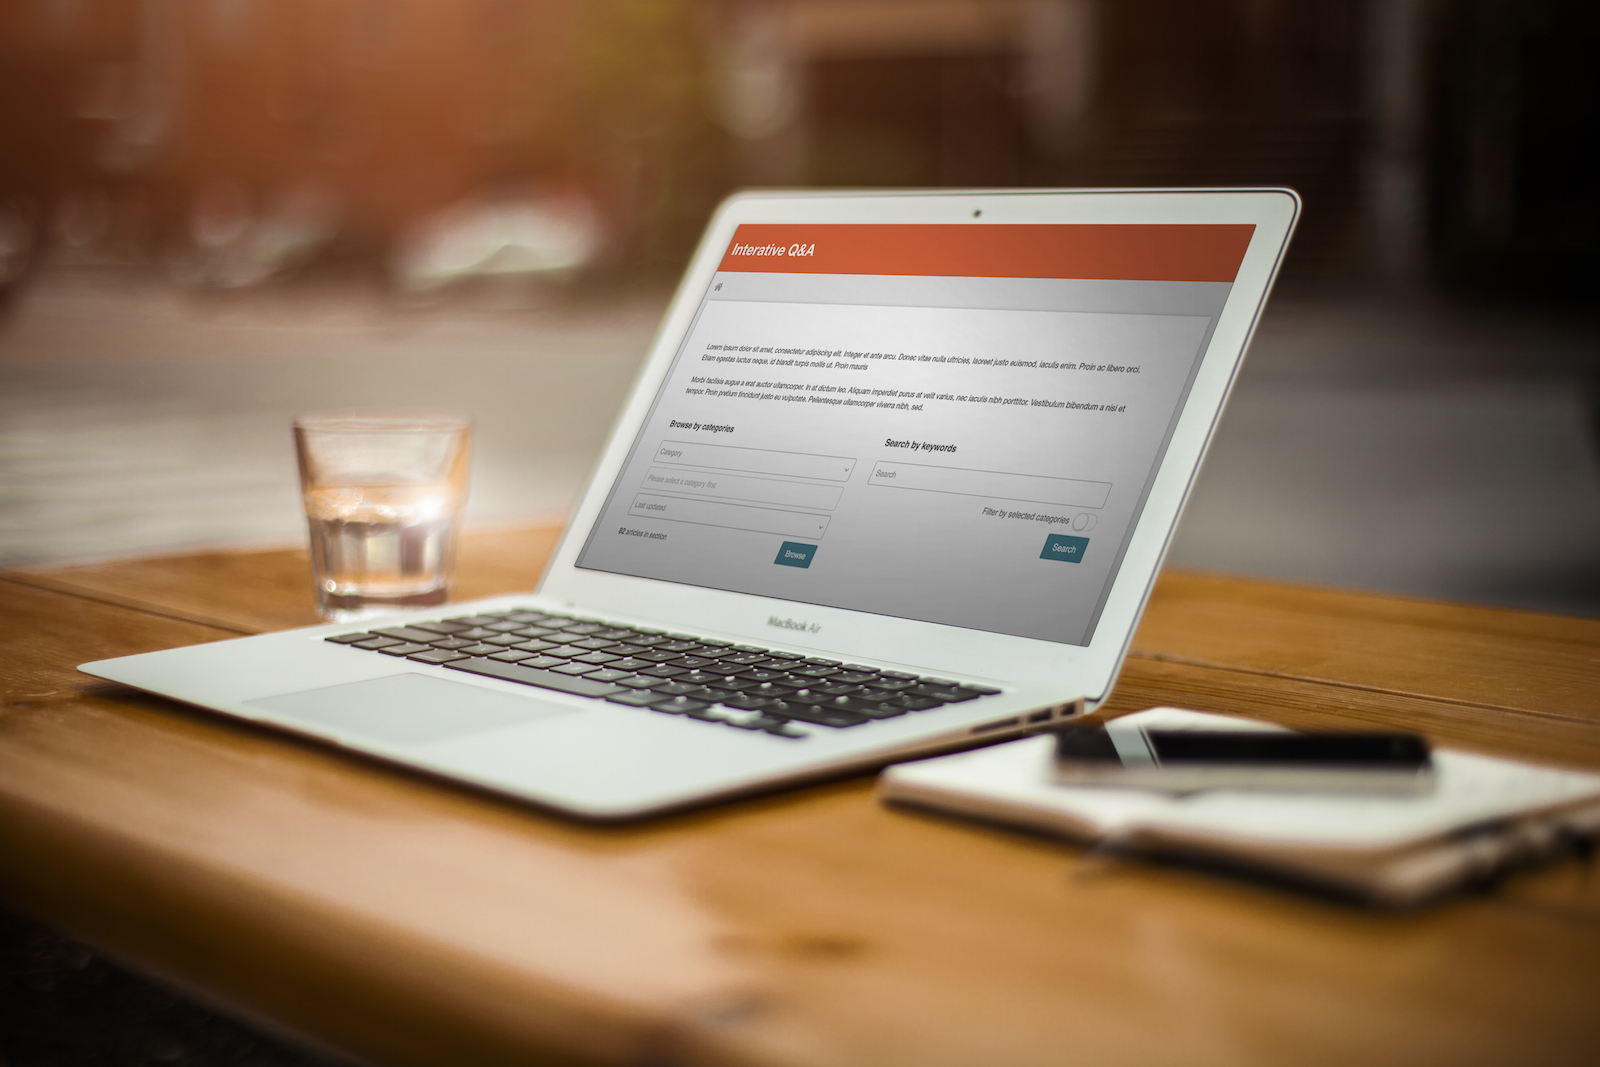 Interative Q&A
Lorem ipsum dolor sit amet, consectetur adipiscing elit. Integer et ante arcu. Donec vitae nulla ultricies, laoreet justo euismod, iaculis enim. Proin ac libero orci.
Etiam egestas luctus neque, id blandit turpis mollis ut. Proin mauris
Morbi facilisis augue a erat auctor ullamcorper. In at dictum leo. Aliquam imperdiet purus at velit varius, nec iaculis nibh porttitor. Vestibulum bibendum a nisl et
tempor. Proin pretium tincidunt justo eu vulputate. Pellentesque ullamcorper viverra nibh, sed.
Browse by categories
Category
Please select a category first
Last updated
82 articles in section
Browse
Search by keywords
Search
Filter by selected categories
Search
MacBook Air